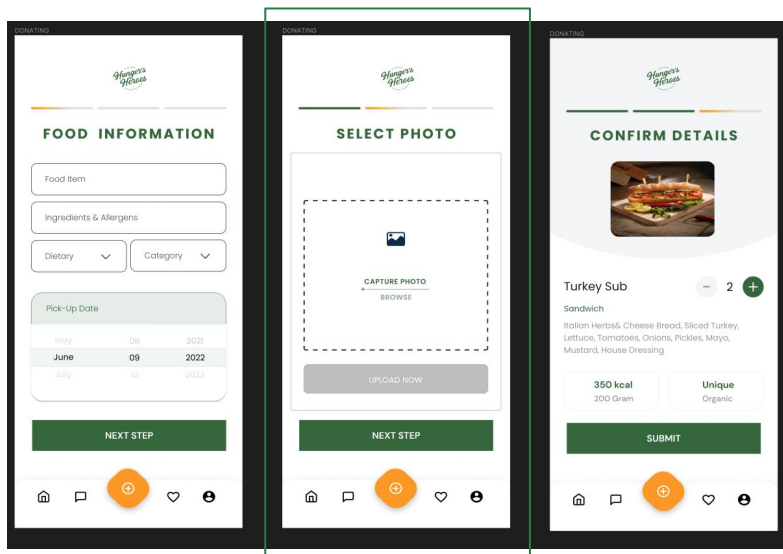 DONATING
Hunger's
Heroes
FOOD INFORMATION
Food Item
Ingredients & Allergens
Dietary
Category
Pick-Up Date
May 08 2021
June 09 2022
July 10 2023
NEXT STEP
DONATING
Hunger's
Heroes
SELECT PHOTO
CAPTURE PHOTO
BROWSE
UPLOAD NOW
NEXT STEP
DONATING
Hunger's
Heroes
CONFIRM DETAILS
Turkey Sub
− 2 +
Sandwich
Italian Herbs& Cheese Bread, Sliced Turkey,
Lettuce, Tomatoes, Onions, Pickles, Mayo,
Mustard, House Dressing
350 kcal
200 Gram
Unique
Organic
SUBMIT